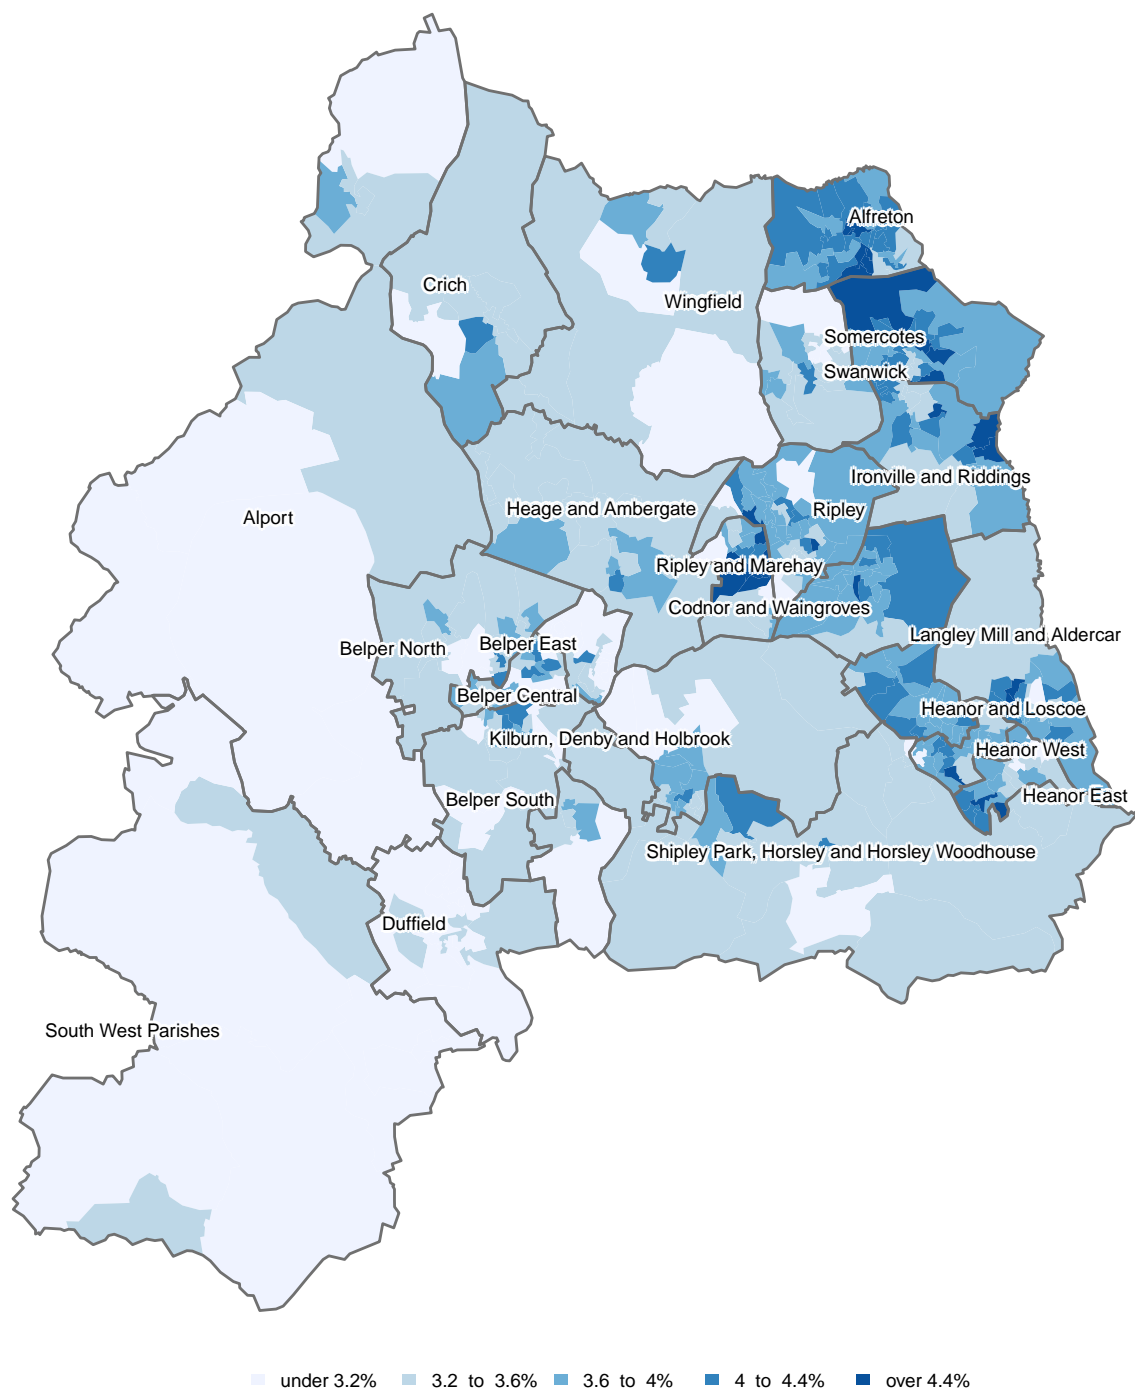 Alfreton
Crich
Wingfield
Somercotes
Swanwick
Ironville and Riddings
Heage and Ambergate
Ripley
Alport
Ripley and Marehay
Codnor and Waingroves
Langley Mill and Aldercar
Belper East
Belper North
Belper Central
Heanor and Loscoe
Kilburn, Denby and Holbrook
Heanor West
Belper South
Heanor East
Shipley Park, Horsley and Horsley Woodhouse
Duffield
South West Parishes
under 3.2% 3.2 to 3.6% 3.6 to 4% 4 to 4.4% over 4.4%